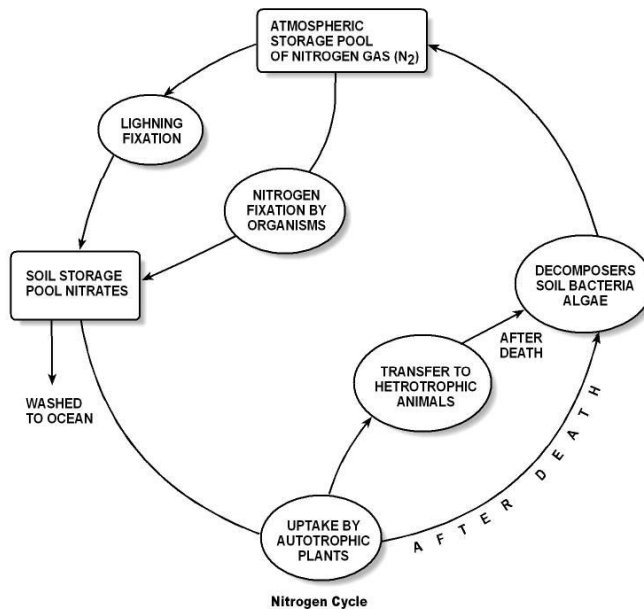 ATMOSPHERIC
STORAGE POOL
OF NITROGEN GAS (N₂)
LIGHNING
FIXATION
NITROGEN
FIXATION BY
ORGANISMS
SOIL STORAGE
POOL NITRATES
DECOMPOSERS
SOIL BACTERIA
ALGAE
AFTER
DEATH
TRANSFER TO
HETROTROPHIC
ANIMALS
WASHED
TO OCEAN
UPTAKE BY
AUTOTROPHIC
PLANTS
AFTER DEATH
Nitrogen Cycle